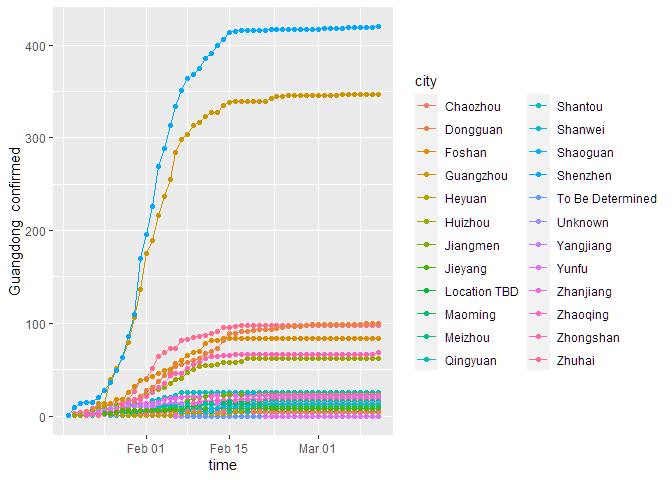 Guangdong confirmed
400
300
200
100
0
Feb 01
Feb 15
Mar 01
time
city
Chaozhou
Dongguan
Foshan
Guangzhou
Heyuan
Huizhou
Jiangmen
Jieyang
Location TBD
Maoming
Meizhou
Qingyuan
Shantou
Shanwei
Shaoguan
Shenzhen
To Be Determined
Unknown
Yangjiang
Yunfu
Zhanjiang
Zhaoqing
Zhongshan
Zhuhai